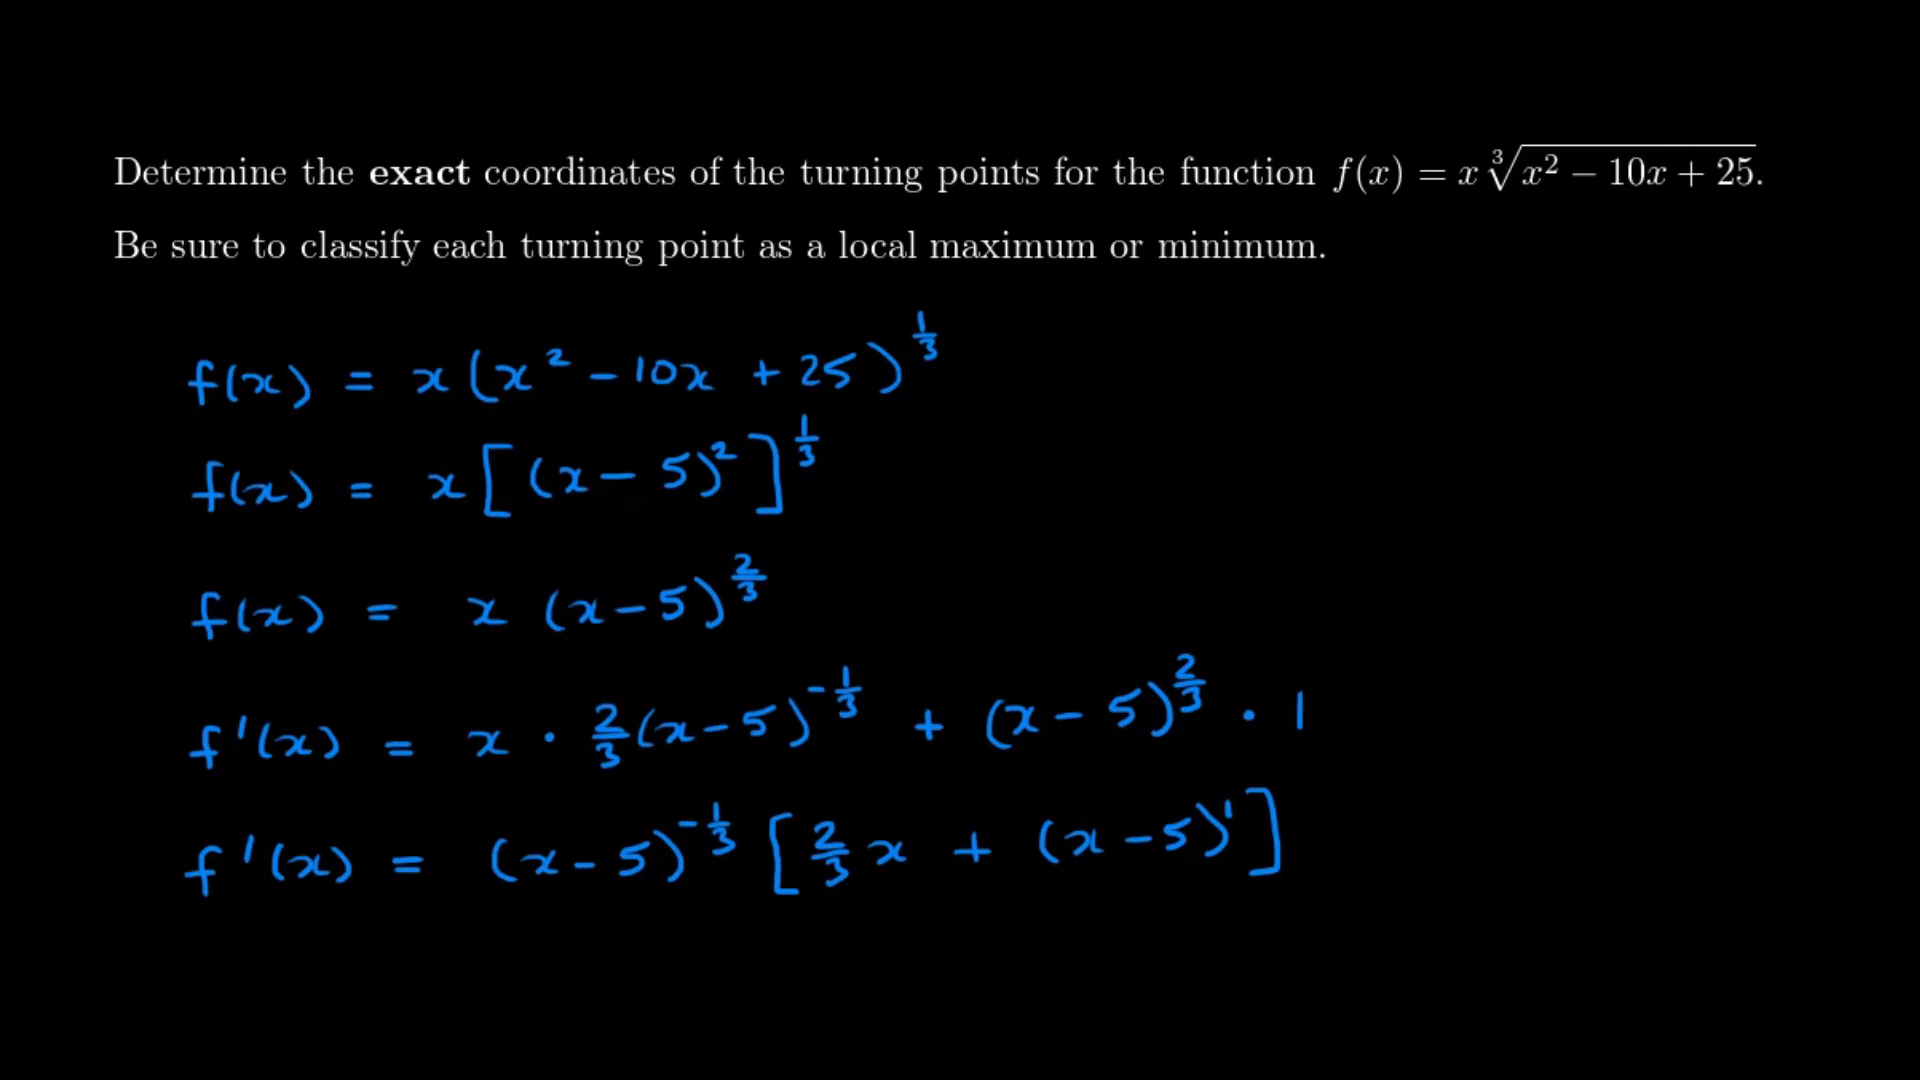 Determine the exact coordinates of the turning points for the function f(x) = x∛(x² − 10x + 25).
Be sure to classify each turning point as a local maximum or minimum.
f(x) = x(x² − 10x + 25)^(1/3)
f(x) = x[(x − 5)²]^(1/3)
f(x) = x (x − 5)^(2/3)
f'(x) = x · 2/3(x − 5)^(−1/3) + (x − 5)^(2/3) · 1
f'(x) = (x − 5)^(−1/3) [2/3 x + (x − 5)¹]